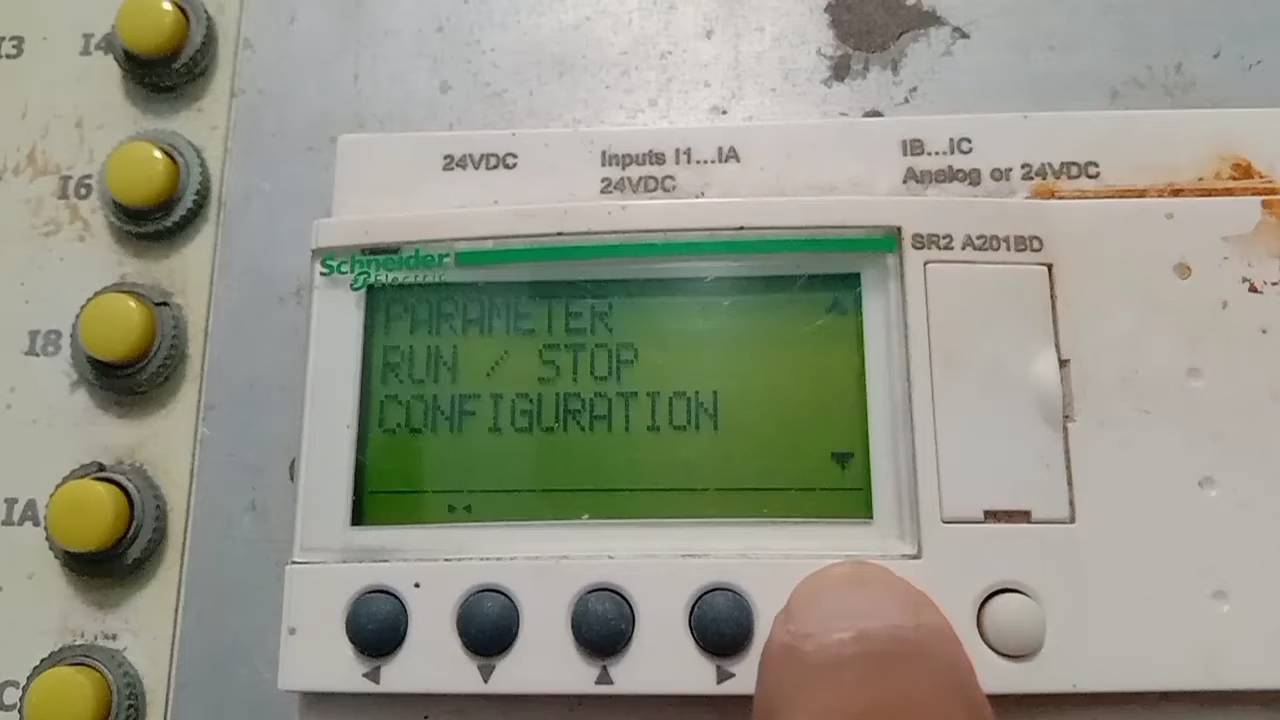 I3 I4
I6
I8
IA
C
24VDC
Inputs I1...IA
24VDC
IB...IC
Analog or 24VDC
SR2 A201BD
Schneider
Electric
PARAMETER
RUN / STOP
CONFIGURATION